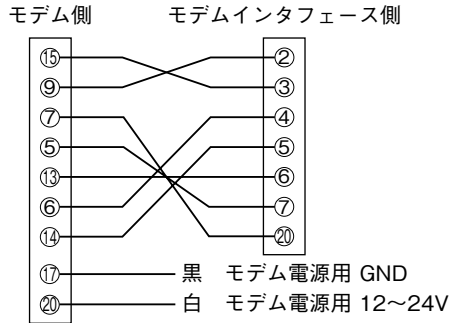 モデム側 モデムインタフェース側
⑮ ②
⑨ ③
⑦ ④
⑤ ⑤
⑬ ⑥
⑥ ⑦
⑭ ⑳
⑰ 黒 モデム電源用 GND
⑳ 白 モデム電源用 12～24V